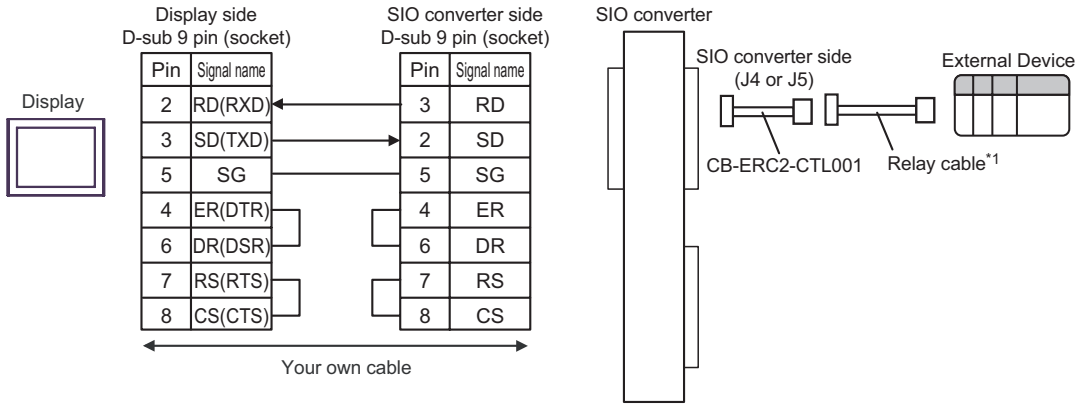 Display side
D-sub 9 pin (socket)
SIO converter side
D-sub 9 pin (socket)
SIO converter
Display
Pin Signal name
2 RD(RXD)
3 SD(TXD)
5 SG
4 ER(DTR)
6 DR(DSR)
7 RS(RTS)
8 CS(CTS)
Pin Signal name
3 RD
2 SD
5 SG
4 ER
6 DR
7 RS
8 CS
Your own cable
SIO converter side
(J4 or J5)
External Device
CB-ERC2-CTL001
Relay cable*1